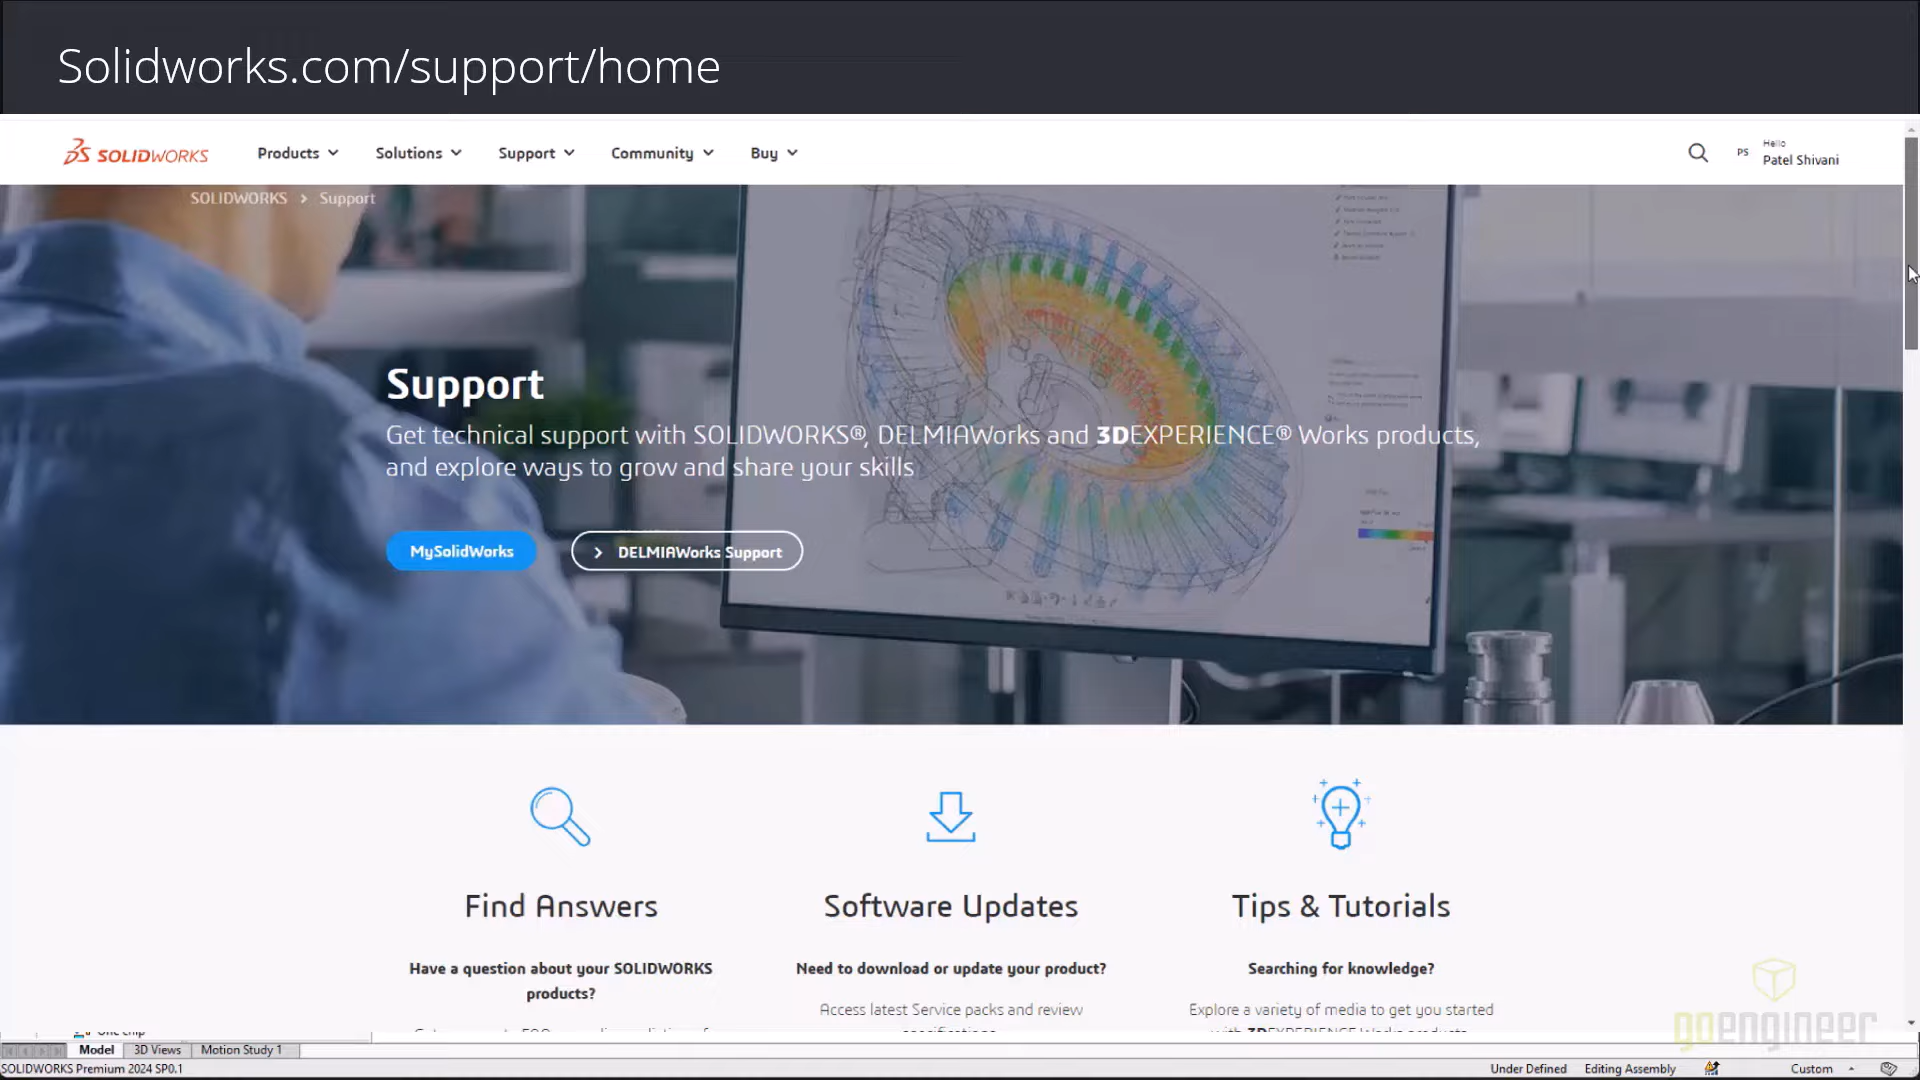 Solidworks.com/support/home
SOLIDWORKS
Products
Solutions
Support
Community
Buy
PS
Hello
Patel Shivani
SOLIDWORKS > Support
Support
Get technical support with SOLIDWORKS®, DELMIAWorks and 3DEXPERIENCE® Works products,
and explore ways to grow and share your skills
MySolidWorks
> DELMIAWorks Support
Find Answers
Software Updates
Tips & Tutorials
Have a question about your SOLIDWORKS
products?
Need to download or update your product?
Access latest Service packs and review
Searching for knowledge?
Explore a variety of media to get you started
goengineer
Model
3D Views
Motion Study 1
SOLIDWORKS Premium 2024 SP0.1
Under Defined
Editing Assembly
Custom